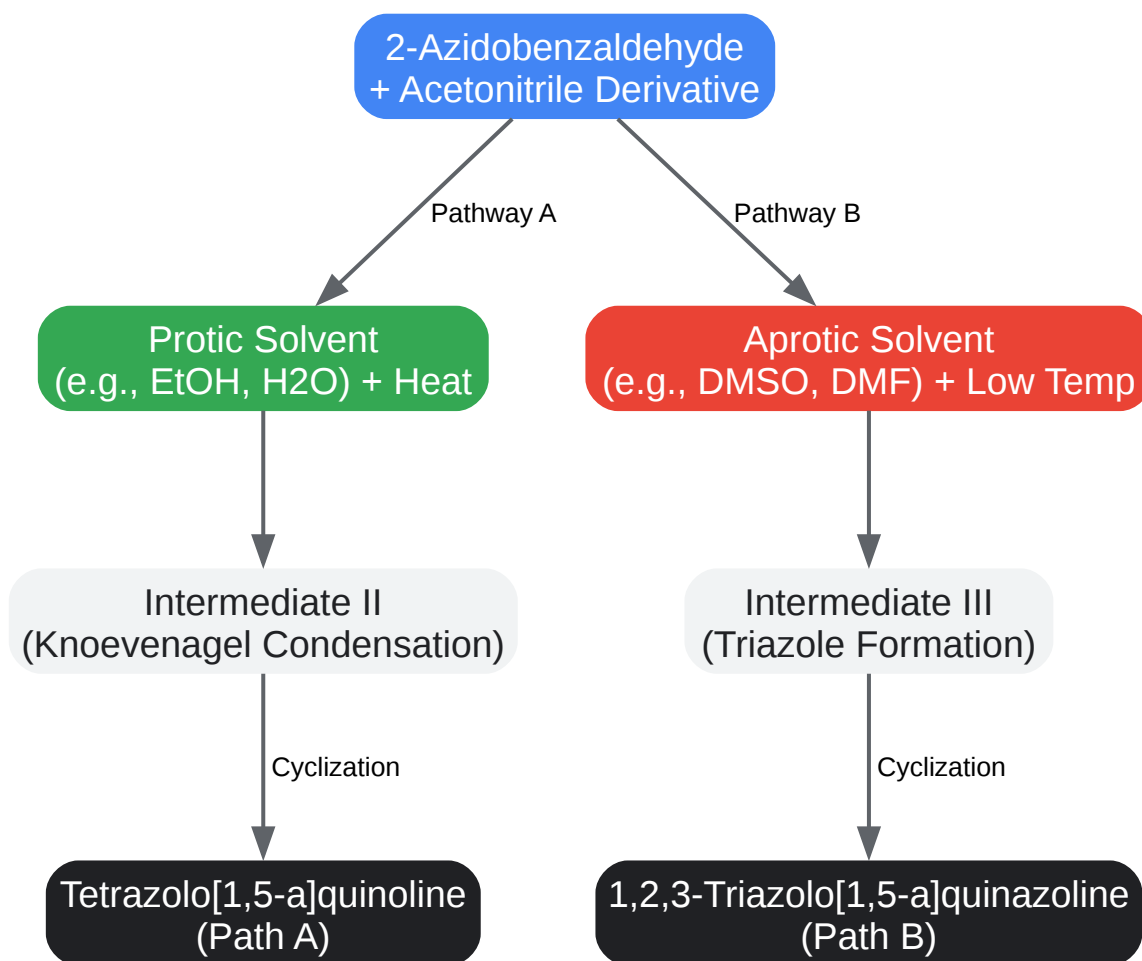 2-Azidobenzaldehyde
+ Acetonitrile Derivative
Pathway A
Pathway B
Protic Solvent
(e.g., EtOH, H2O) + Heat
Aprotic Solvent
(e.g., DMSO, DMF) + Low Temp
Intermediate II
(Knoevenagel Condensation)
Intermediate III
(Triazole Formation)
Cyclization
Cyclization
Tetrazolo[1,5-a]quinoline
(Path A)
1,2,3-Triazolo[1,5-a]quinazoline
(Path B)